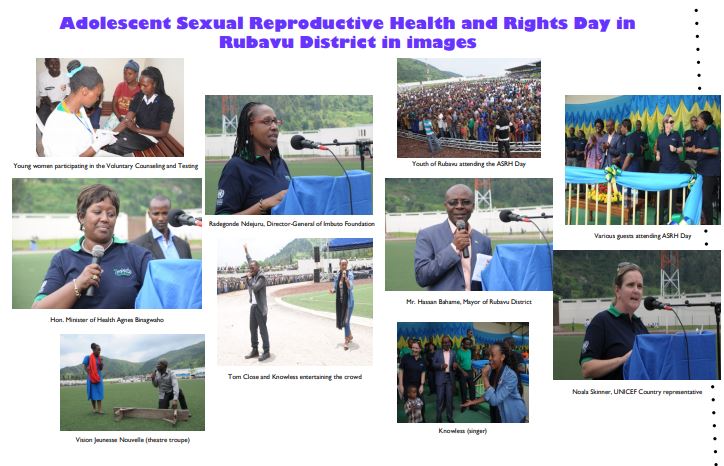 Adolescent Sexual Reproductive Health and Rights Day in
Rubavu District in images
Young women participating in the Voluntary Counseling and Testing
Radegonde Ndejuru, Director-General of Imbuto Foundation
Youth of Rubavu attending the ASRH Day
Various guests attending ASRH Day
Hon. Minister of Health Agnes Binagwaho
Mr. Hassan Bahame, Mayor of Rubavu District
Tom Close and Knowless entertaining the crowd
Noala Skinner, UNICEF Country representative
Vision Jeunesse Nouvelle (theatre troupe)
Knowless (singer)